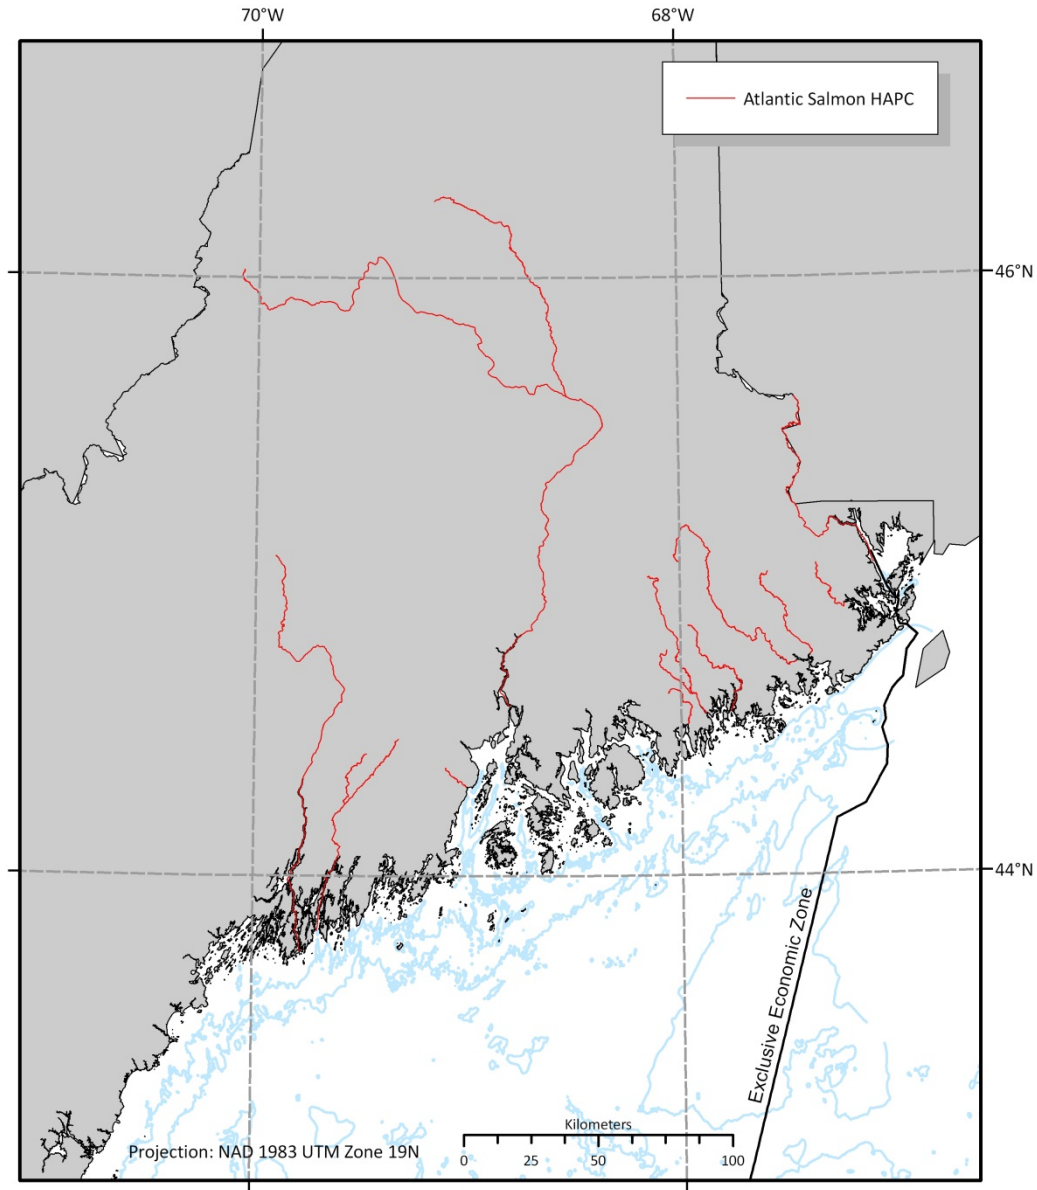 70°W
68°W
Atlantic Salmon HAPC
46°N
44°N
Exclusive Economic Zone
Kilometers
Projection: NAD 1983 UTM Zone 19N
0 25 50 100